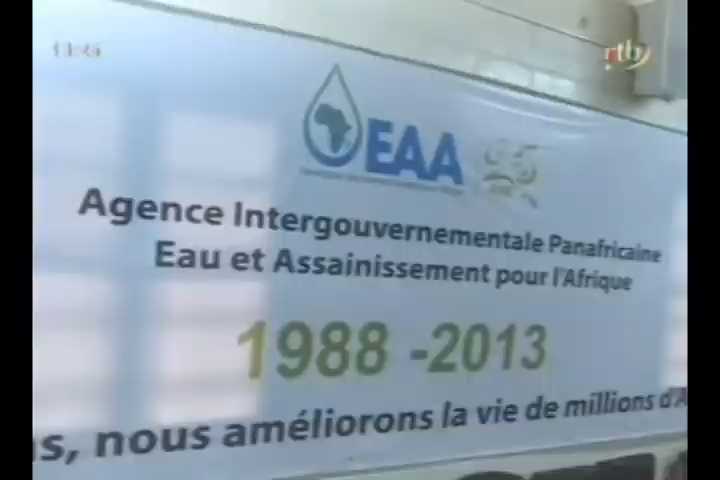 rtb
EAA
Agence Intergouvernementale Panafricaine
Eau et Assainissement pour l'Afrique
1988 -2013
s, nous améliorons la vie de millions d'A